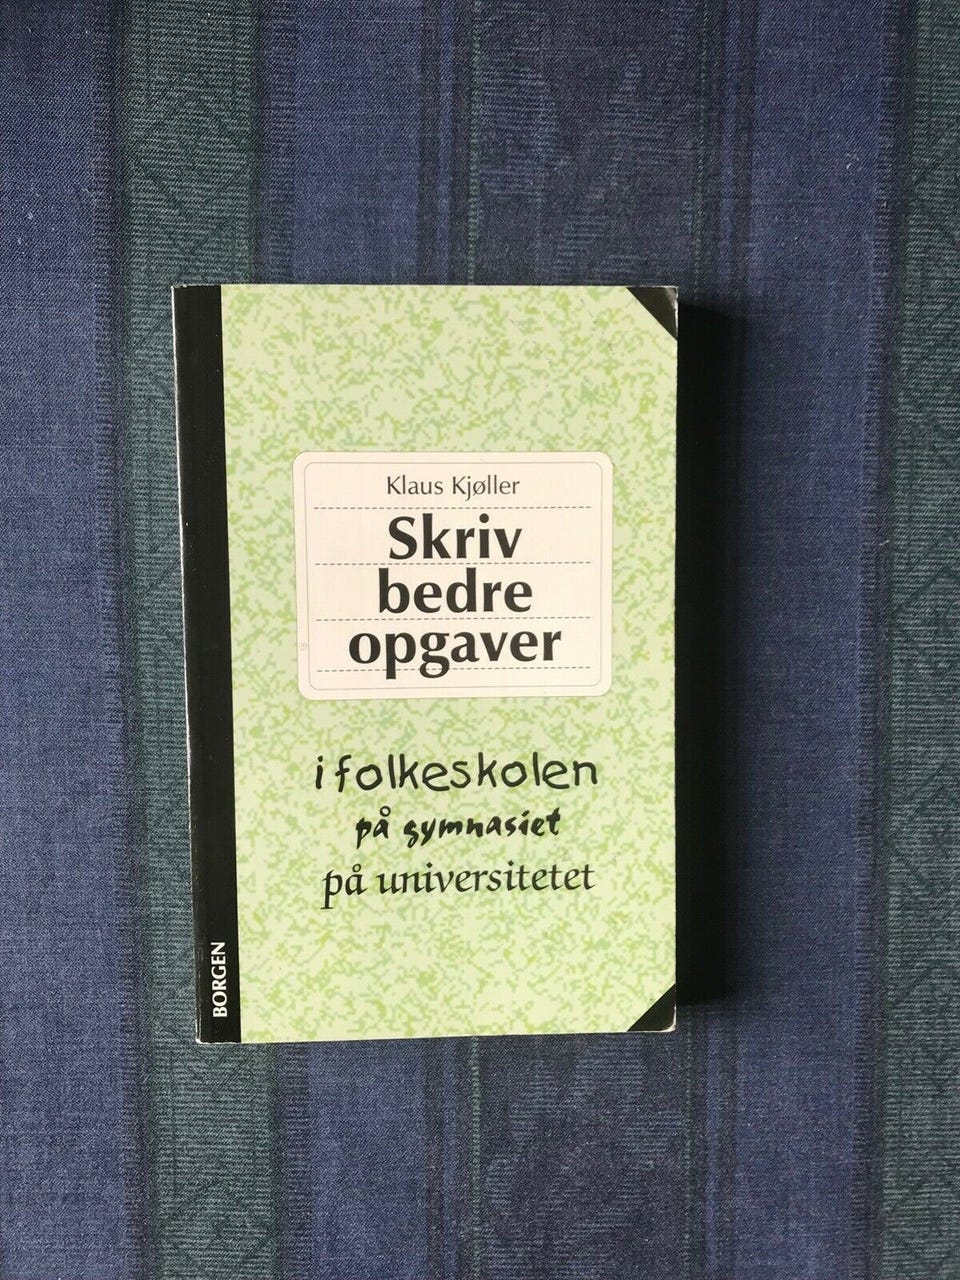 Klaus Kjøller
Skriv
bedre
opgaver
i folkeskolen
på gymnasiet
på universitetet
BORGEN